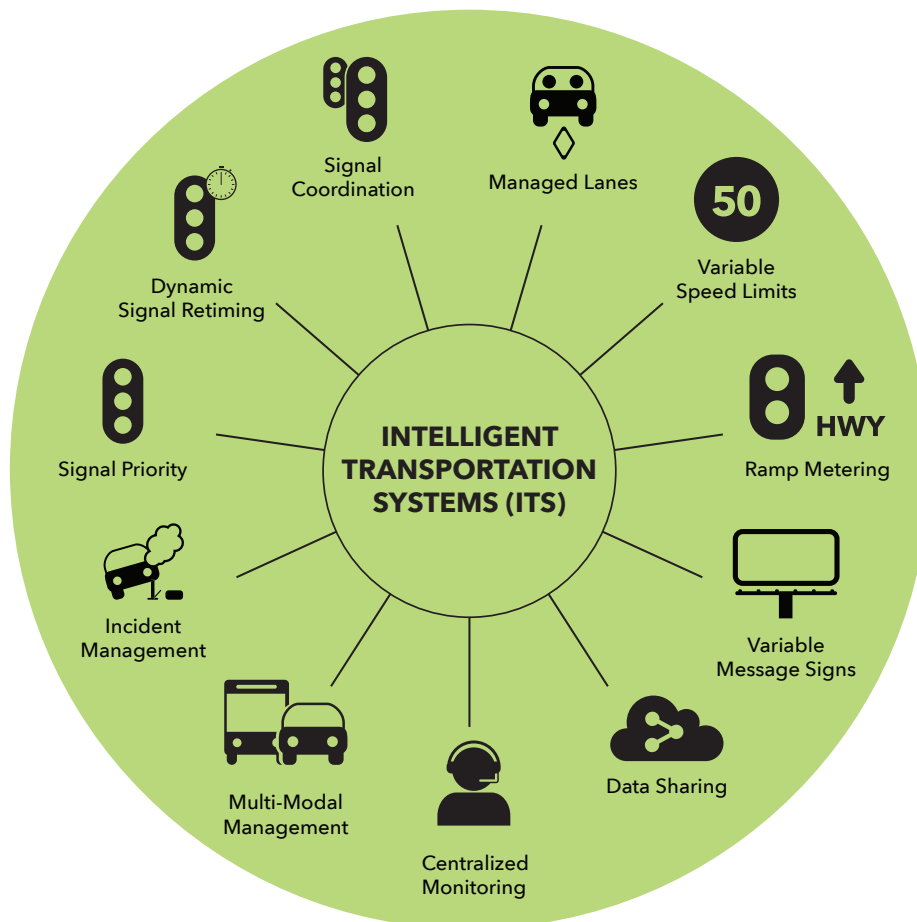 Signal
Coordination
Managed Lanes
50
Variable
Speed Limits
Dynamic
Signal Retiming
HWY
Ramp Metering
Signal Priority
INTELLIGENT
TRANSPORTATION
SYSTEMS (ITS)
Incident
Management
Variable
Message Signs
Multi-Modal
Management
Data Sharing
Centralized
Monitoring